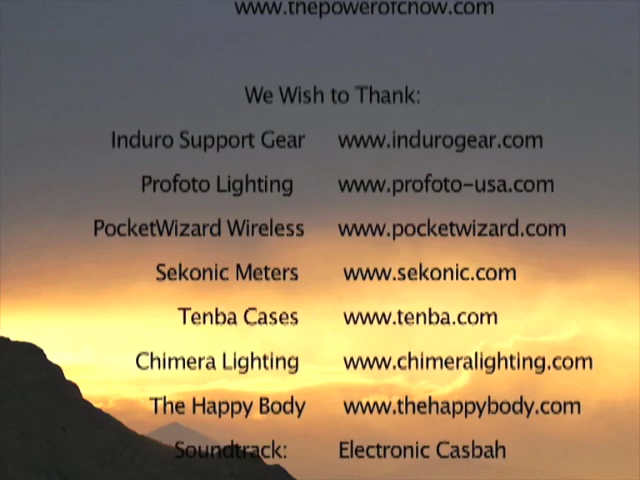 www.thepowerofcnow.com
We Wish to Thank:
Induro Support Gear www.indurogear.com
Profoto Lighting www.profoto-usa.com
PocketWizard Wireless www.pocketwizard.com
Sekonic Meters www.sekonic.com
Tenba Cases www.tenba.com
Chimera Lighting www.chimeralighting.com
The Happy Body www.thehappybody.com
Soundtrack: Electronic Casbah